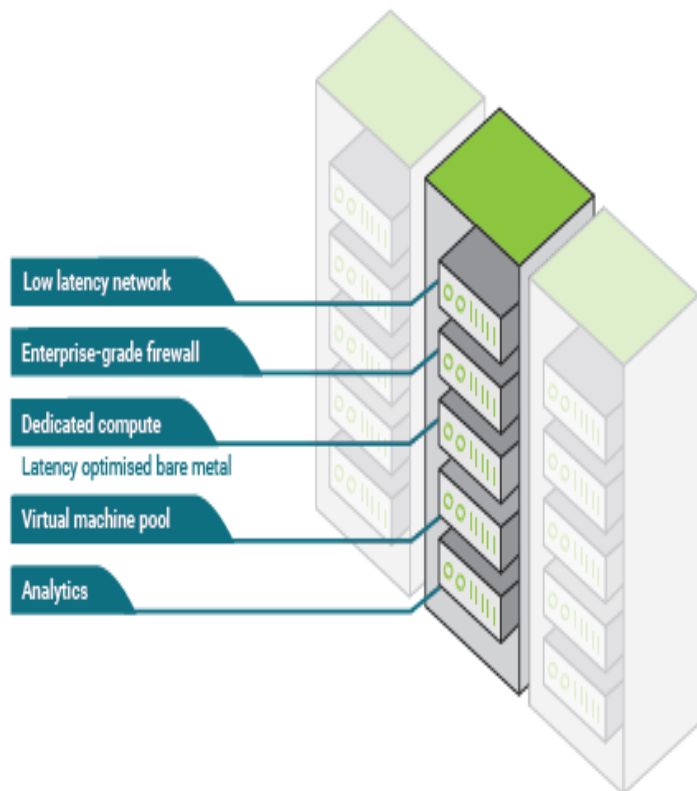 Low latency network
Enterprise-grade firewall
Dedicated compute
Latency optimised bare metal
Virtual machine pool
Analytics